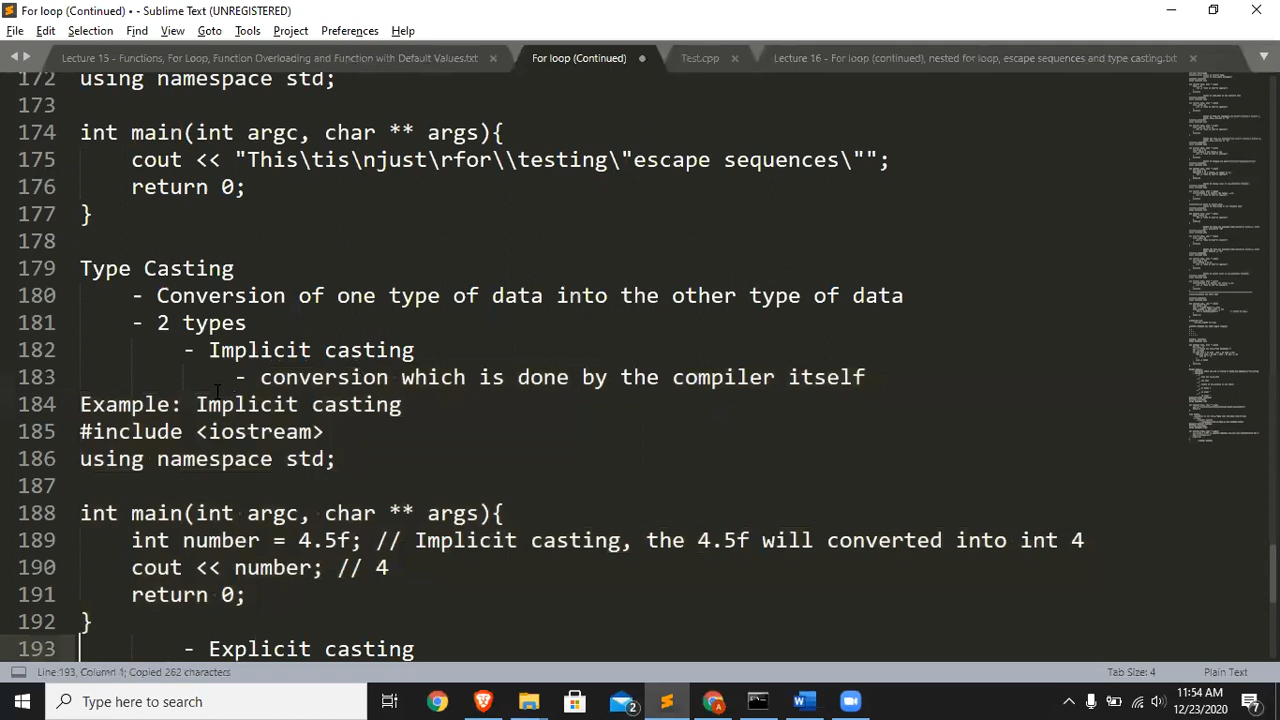 For loop (Continued) • - Sublime Text (UNREGISTERED)
File Edit Selection Find View Goto Tools Project Preferences Help
Lecture 15 - Functions, For Loop, Function Overloading and Function with Default Values.txt For loop (Continued) Test.cpp Lecture 16 - For loop (continued), nested for loop, escape sequences and type casting.txt
172 using namespace std;
173
174 int main(int argc, char ** args){
175 cout << "This\tis\njust\rfor\\testing\"escape sequences\"";
176 return 0;
177 }
178
179 Type Casting
180 - Conversion of one type of data into the other type of data
181 - 2 types
182 - Implicit casting
183 - conversion which is done by the compiler itself
184 Example: Implicit casting
185 #include <iostream>
186 using namespace std;
187
188 int main(int argc, char ** args){
189 int number = 4.5f; // Implicit casting, the 4.5f will converted into int 4
190 cout << number; // 4
191 return 0;
192 }
193 - Explicit casting
Line:193, Column 1; Copied 262 characters Tab Size: 4 Plain Text
Type here to search 2 11:54 AM
12/23/2020 7